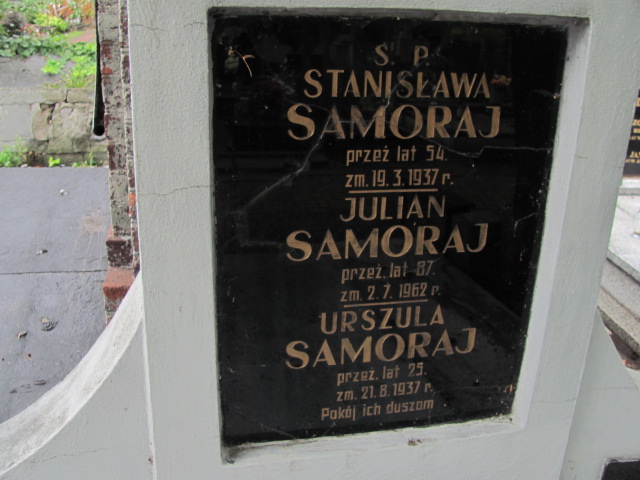 Ś. P.
STANISŁAWA
SAMORAJ
przeż lat 54.
zm. 19.3.1937 r.
JULIAN
SAMORAJ
przeż. lat 87.
zm. 2.7.1962 r.
URSZULA
SAMORAJ
przeż. lat 25.
zm. 21.8.1937 r.
Pokój ich duszom